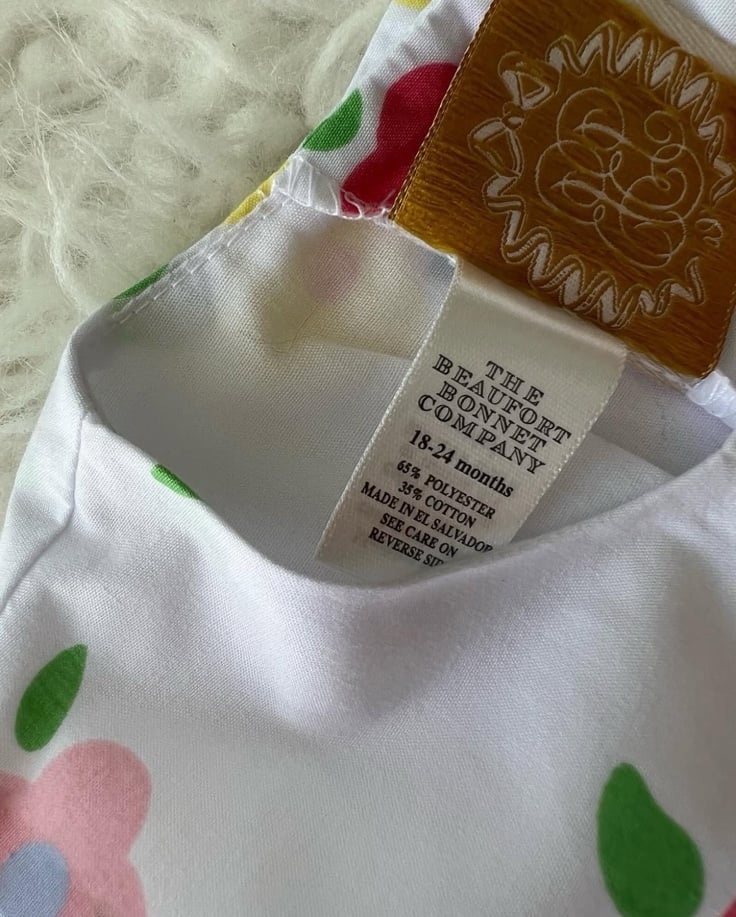 THE
BEAUFORT
BONNET
COMPANY
18-24 months
65% POLYESTER
35% COTTON
MADE IN EL SALVADOR
SEE CARE ON
REVERSE